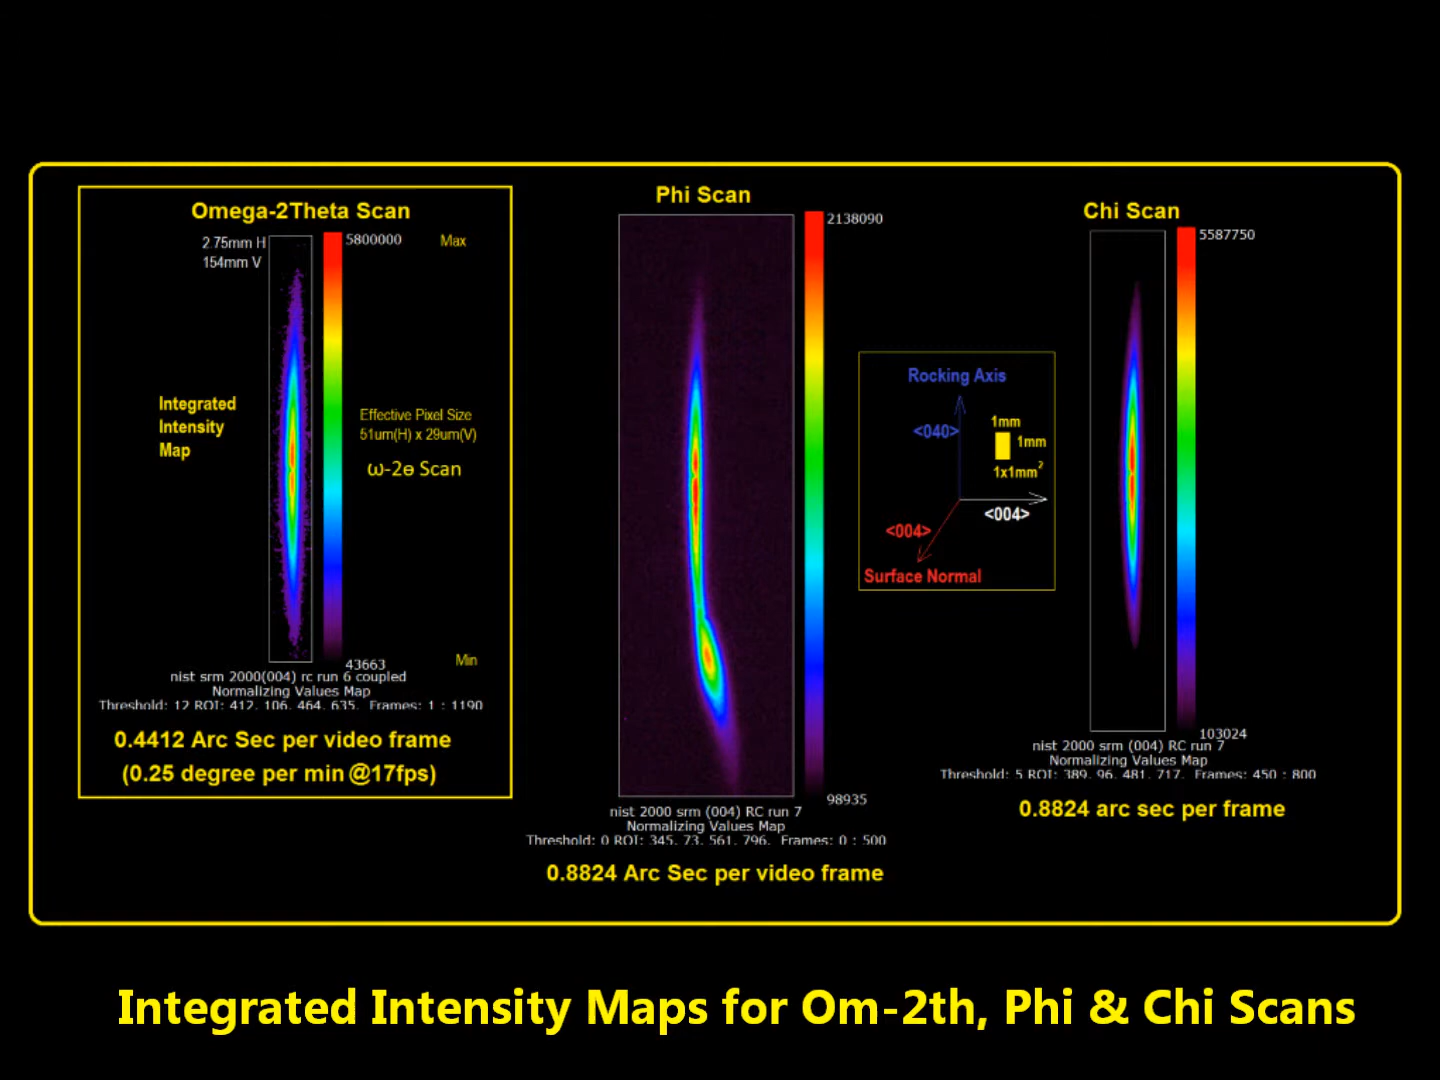 Omega-2Theta Scan
2.75mm H
154mm V
5800000
Max
Integrated
Intensity
Map
Effective Pixel Size
51um(H) x 29um(V)
ω-2ɵ Scan
43663
Min
nist srm 2000(004) rc run 6 coupled
Normalizing Values Map
Threshold: 12 ROI: 412, 106, 464, 635, Frames: 1 : 1190
0.4412 Arc Sec per video frame
(0.25 degree per min @17fps)
Phi Scan
2138090
98935
nist 2000 srm (004) RC run 7
Normalizing Values Map
Threshold: 0 ROI: 345, 73, 561, 796, Frames: 0 : 500
0.8824 Arc Sec per video frame
Rocking Axis
<040>
1mm
1mm
1x1mm²
<004>
<004>
Surface Normal
Chi Scan
5587750
103024
nist 2000 srm (004) RC run 7
Normalizing Values Map
Threshold: 5 ROI: 389, 96, 481, 717, Frames: 450 : 800
0.8824 arc sec per frame
Integrated Intensity Maps for Om-2th, Phi & Chi Scans